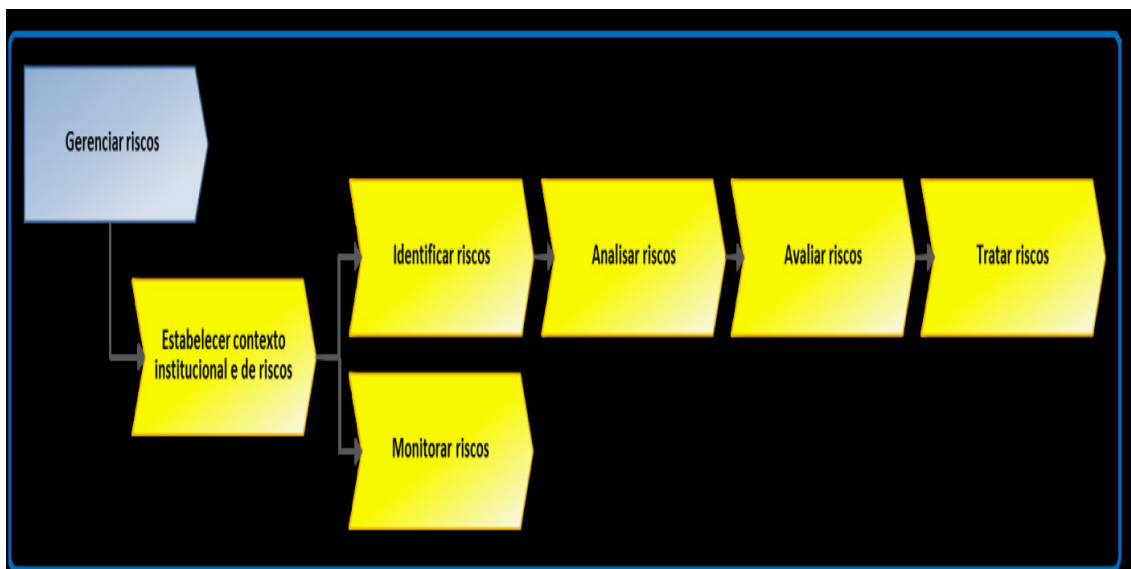 Gerenciar riscos
Identificar riscos
Analisar riscos
Avaliar riscos
Tratar riscos
Estabelecer contexto
institucional e de riscos
Monitorar riscos